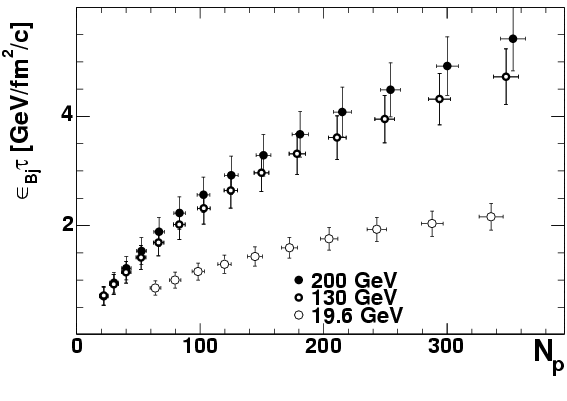 ϵ_Bj τ [GeV/fm²/c]
4
2
200 GeV
130 GeV
19.6 GeV
0 100 200 300 N_p